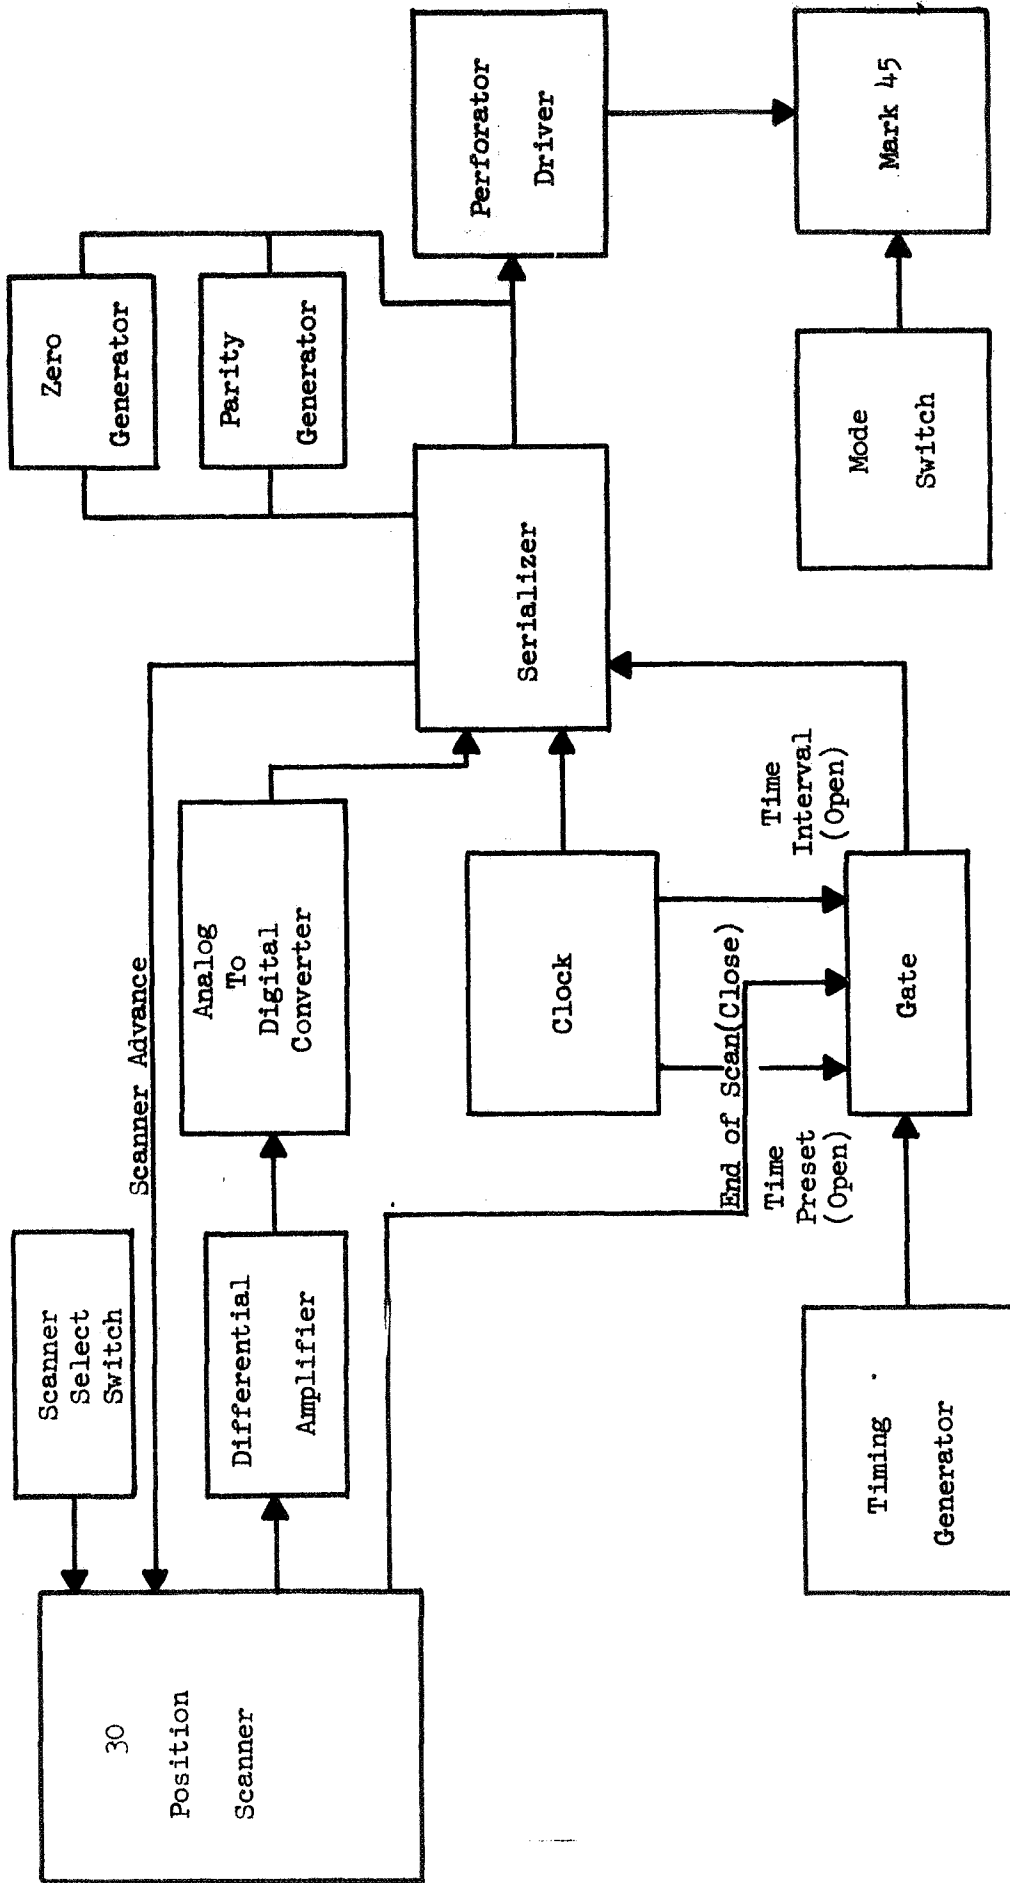 30
Position
Scanner
Scanner
Select
Switch
Scanner Advance
Differential
Amplifier
Analog
To
Digital
Converter
Zero
Generator
Parity
Generator
Serializer
Perforator
Driver
Clock
End of Scan(Close)
Time
Preset
(Open)
Time
Interval
(Open)
Timing
Generator
Gate
Mode
Switch
Mark 45